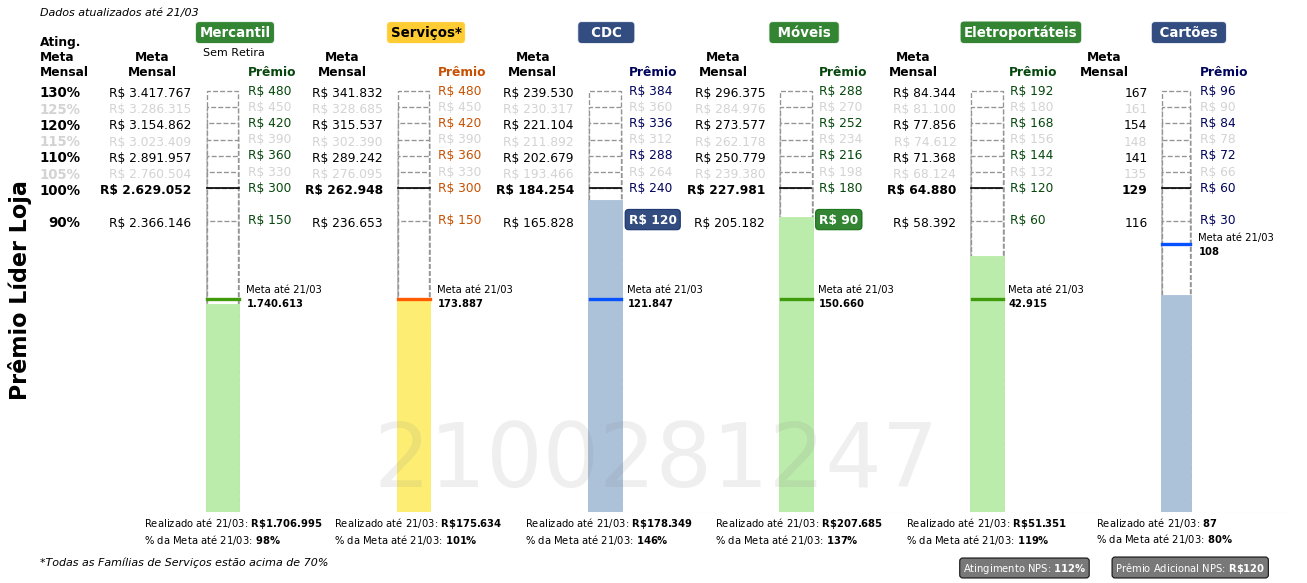 Dados atualizados até 21/03
Mercantil Serviços* CDC Móveis Eletroportáteis Cartões
Sem Retira
Ating. Meta Mensal Meta Mensal Prêmio Meta Mensal Prêmio Meta Mensal Prêmio Meta Mensal Prêmio Meta Mensal Prêmio Meta Mensal Prêmio
130% R$ 3.417.767 R$ 480 R$ 341.832 R$ 480 R$ 239.530 R$ 384 R$ 296.375 R$ 288 R$ 84.344 R$ 192 167 R$ 96
125% R$ 3.286.315 R$ 450 R$ 328.685 R$ 450 R$ 230.317 R$ 360 R$ 284.976 R$ 270 R$ 81.100 R$ 180 161 R$ 90
120% R$ 3.154.862 R$ 420 R$ 315.537 R$ 420 R$ 221.104 R$ 336 R$ 273.577 R$ 252 R$ 77.856 R$ 168 154 R$ 84
115% R$ 3.023.409 R$ 390 R$ 302.390 R$ 390 R$ 211.892 R$ 312 R$ 262.178 R$ 234 R$ 74.612 R$ 156 148 R$ 78
110% R$ 2.891.957 R$ 360 R$ 289.242 R$ 360 R$ 202.679 R$ 288 R$ 250.779 R$ 216 R$ 71.368 R$ 144 141 R$ 72
105% R$ 2.760.504 R$ 330 R$ 276.095 R$ 330 R$ 193.466 R$ 264 R$ 239.380 R$ 198 R$ 68.124 R$ 132 135 R$ 66
100% R$ 2.629.052 R$ 300 R$ 262.948 R$ 300 R$ 184.254 R$ 240 R$ 227.981 R$ 180 R$ 64.880 R$ 120 129 R$ 60
90% R$ 2.366.146 R$ 150 R$ 236.653 R$ 150 R$ 165.828 R$ 120 R$ 205.182 R$ 90 R$ 58.392 R$ 60 116 R$ 30
Meta até 21/03
108
Meta até 21/03 Meta até 21/03 Meta até 21/03 Meta até 21/03 Meta até 21/03
1.740.613 173.887 121.847 150.660 42.915
Prêmio Líder Loja
2100281247
Realizado até 21/03: R$1.706.995 Realizado até 21/03: R$175.634 Realizado até 21/03: R$178.349 Realizado até 21/03: R$207.685 Realizado até 21/03: R$51.351 Realizado até 21/03: 87
% da Meta até 21/03: 98% % da Meta até 21/03: 101% % da Meta até 21/03: 146% % da Meta até 21/03: 137% % da Meta até 21/03: 119% % da Meta até 21/03: 80%
*Todas as Famílias de Serviços estão acima de 70%
Atingimento NPS: 112% Prêmio Adicional NPS: R$120